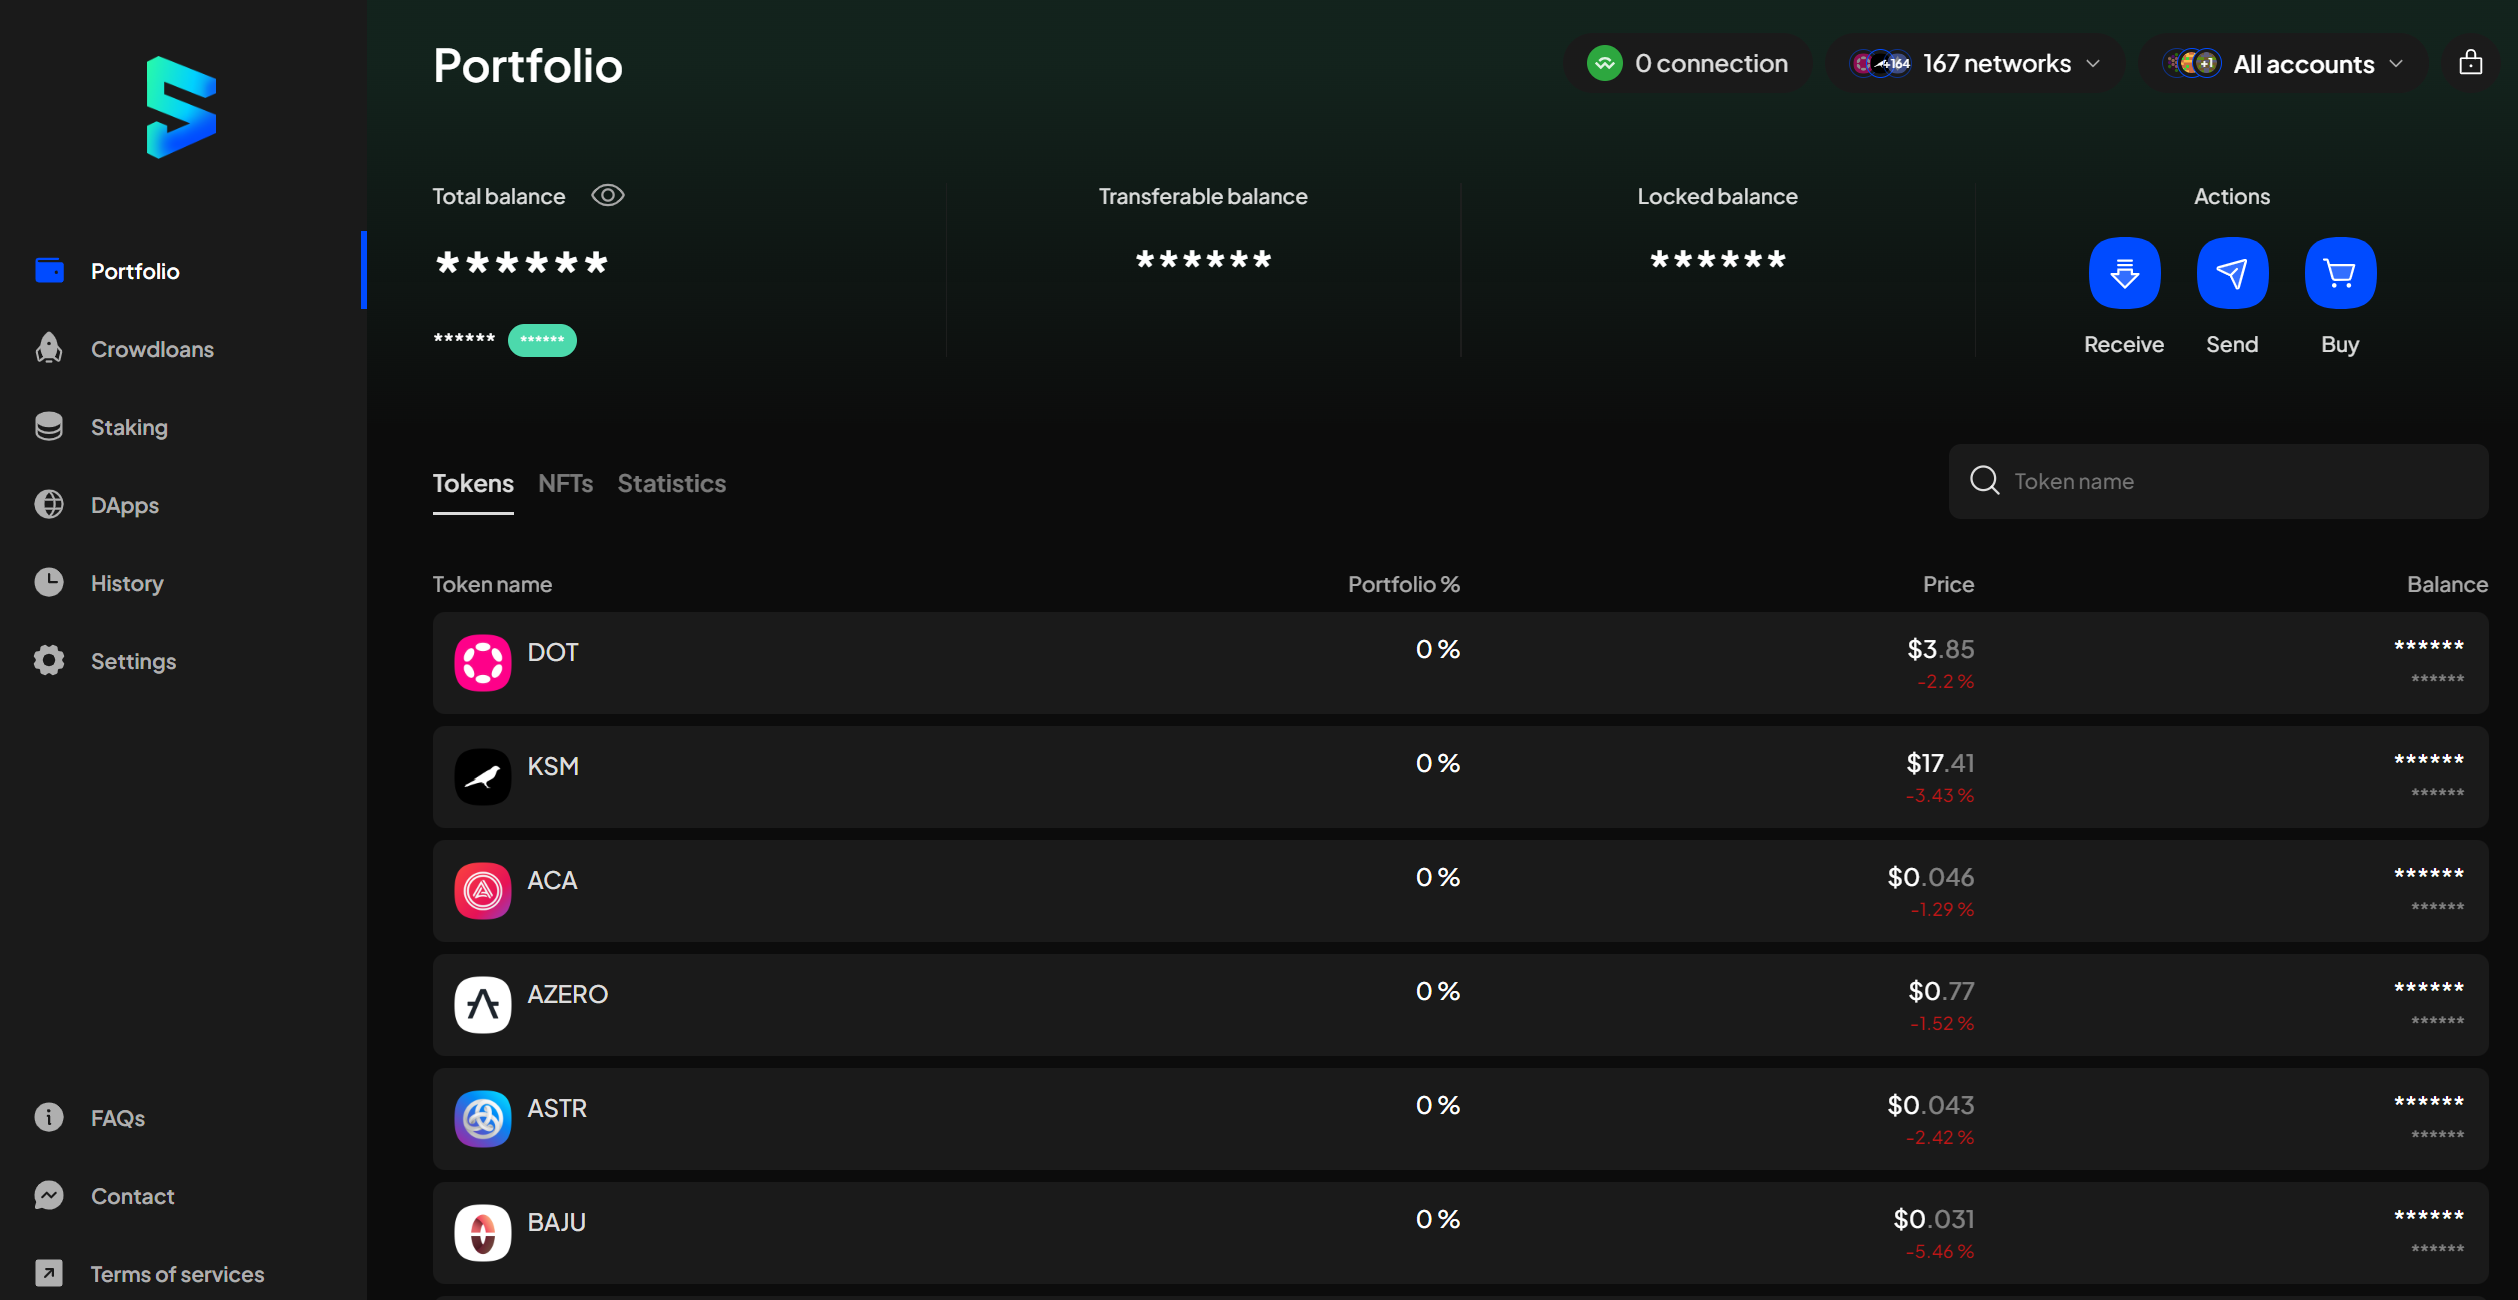 Portfolio
0 connection
+164
167 networks
+1
All accounts
Portfolio
Crowdloans
Staking
DApps
History
Settings
FAQs
Contact
Terms of services
Total balance
******
****** ******
Transferable balance
******
Locked balance
******
Actions
Receive
Send
Buy
Tokens
NFTs
Statistics
Token name
Token name Portfolio % Price Balance
DOT 0 % $3.85 ******
-2.2 % ******
KSM 0 % $17.41 ******
-3.43 % ******
ACA 0 % $0.046 ******
-1.29 % ******
AZERO 0 % $0.77 ******
-1.52 % ******
ASTR 0 % $0.043 ******
-2.42 % ******
BAJU 0 % $0.031 ******
-5.46 % ******